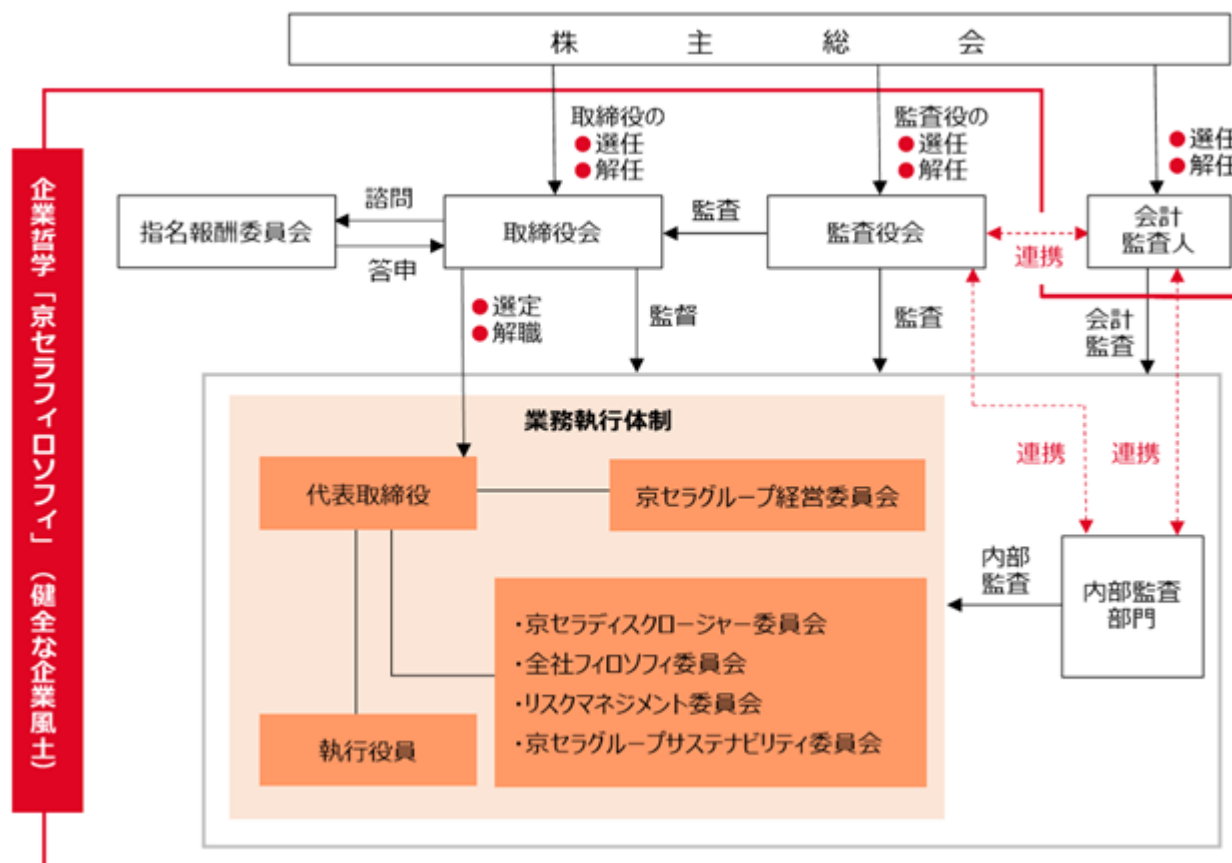 株主総会
取締役の
●選任
●解任
監査役の
●選任
●解任
●選任
●解任
企業哲学「京セラフィロソフィ」（健全な企業風土）
指名報酬委員会
諮問
答申
取締役会
監査
監査役会
連携
会計
監査人
●選定
●解職
監督
監査
会計
監査
業務執行体制
代表取締役
京セラグループ経営委員会
連携
連携
・京セラディスクロージャー委員会
・全社フィロソフィ委員会
・リスクマネジメント委員会
・京セラグループサステナビリティ委員会
執行役員
内部
監査
内部監査
部門